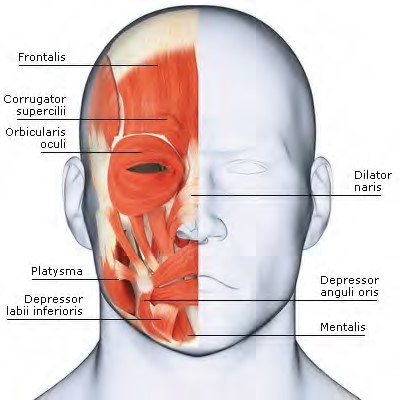 Frontalis
Corrugator
supercilii
Orbicularis
oculi
Dilator
naris
Platysma
Depressor
anguli oris
Depressor
labii inferioris
Mentalis